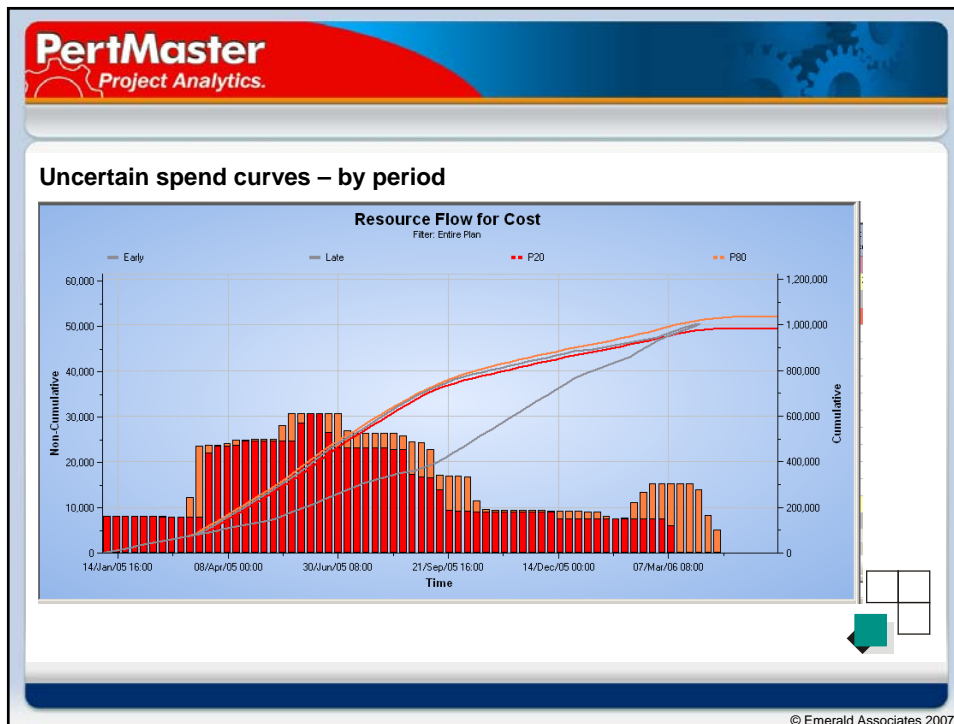 PertMaster
Project Analytics.
Uncertain spend curves – by period
Resource Flow for Cost
Filter: Entire Plan
Early Late P20 P80
60,000
50,000
40,000
30,000
20,000
10,000
0
Non-Cumulative
1,200,000
1,000,000
800,000
600,000
400,000
200,000
0
Cumulative
14/Jan/05 16:00 08/Apr/05 00:00 30/Jun/05 08:00 21/Sep/05 16:00 14/Dec/05 00:00 07/Mar/06 08:00
Time
© Emerald Associates 2007